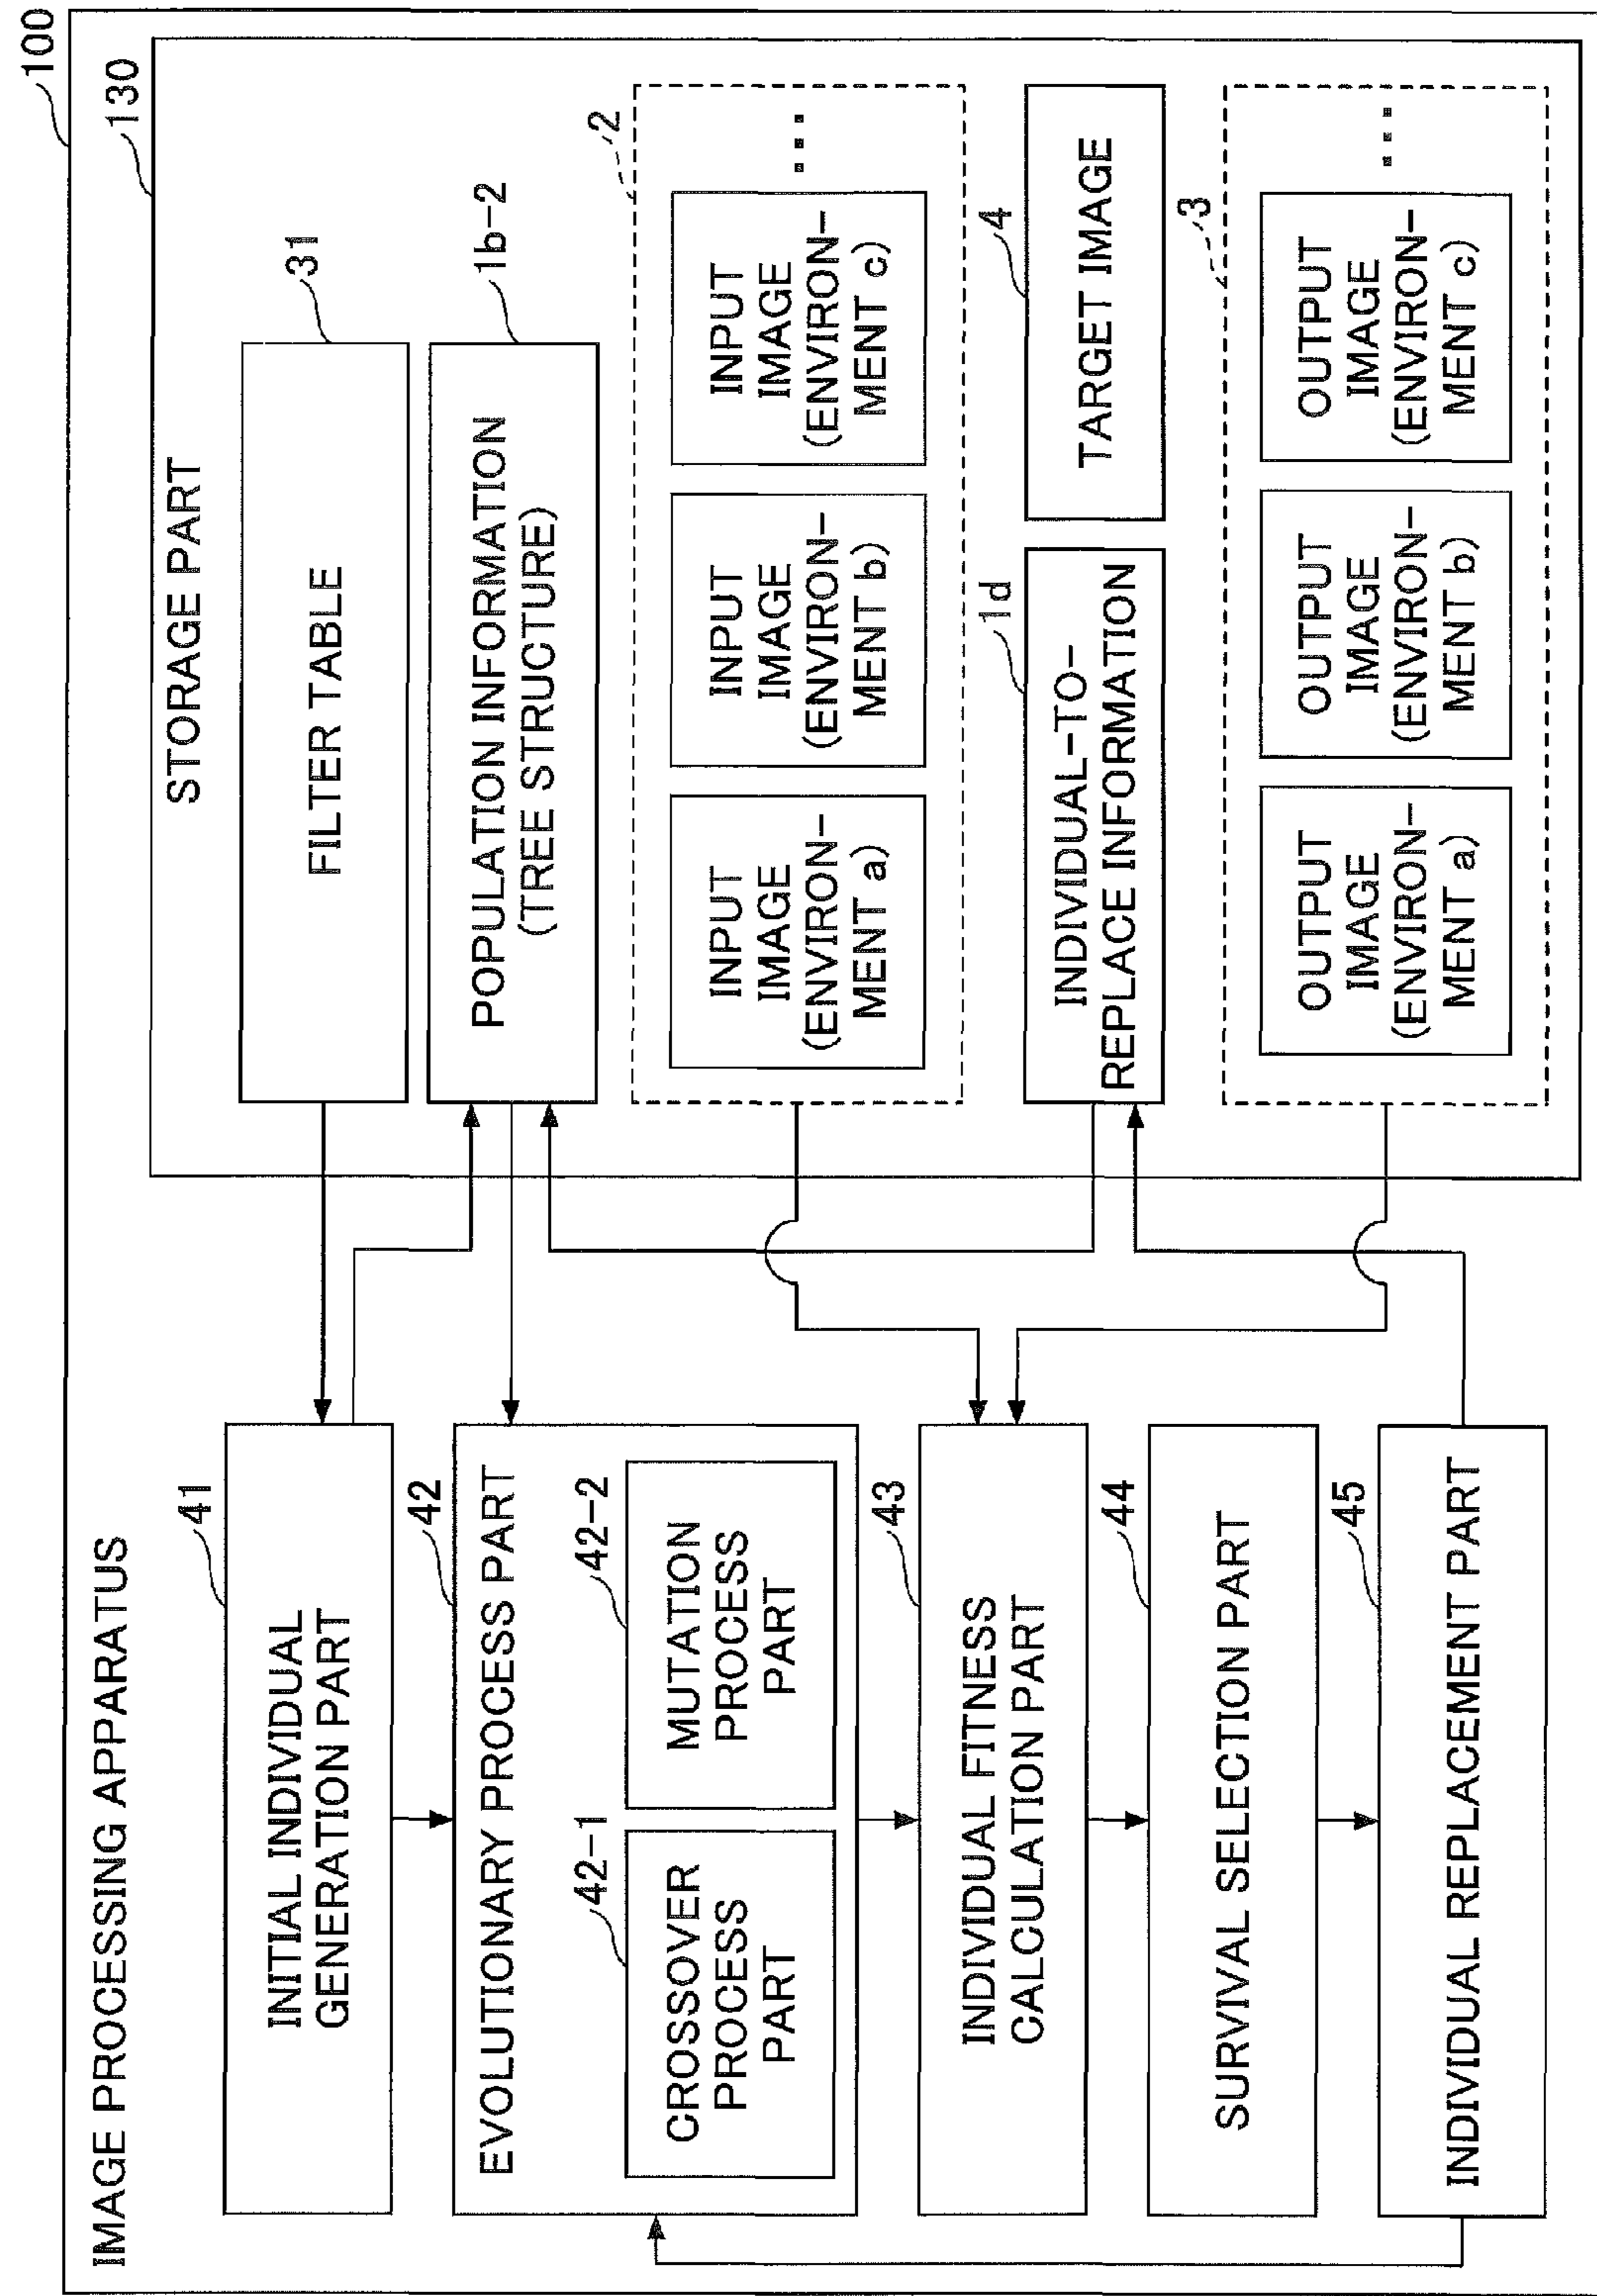 100
IMAGE PROCESSING APPARATUS
130
STORAGE PART
41
INITIAL INDIVIDUAL
GENERATION PART
31
FILTER TABLE
42
EVOLUTIONARY PROCESS PART
42-1
CROSSOVER
PROCESS
PART
42-2
MUTATION
PROCESS
PART
1b-2
POPULATION INFORMATION
(TREE STRUCTURE)
2
INPUT
IMAGE
(ENVIRON-
MENT a)
INPUT
IMAGE
(ENVIRON-
MENT b)
INPUT
IMAGE
(ENVIRON-
MENT c)
...
43
INDIVIDUAL FITNESS
CALCULATION PART
1d
INDIVIDUAL-TO-
REPLACE INFORMATION
4
TARGET IMAGE
44
SURVIVAL SELECTION PART
3
OUTPUT
IMAGE
(ENVIRON-
MENT a)
OUTPUT
IMAGE
(ENVIRON-
MENT b)
OUTPUT
IMAGE
(ENVIRON-
MENT c)
...
45
INDIVIDUAL REPLACEMENT PART